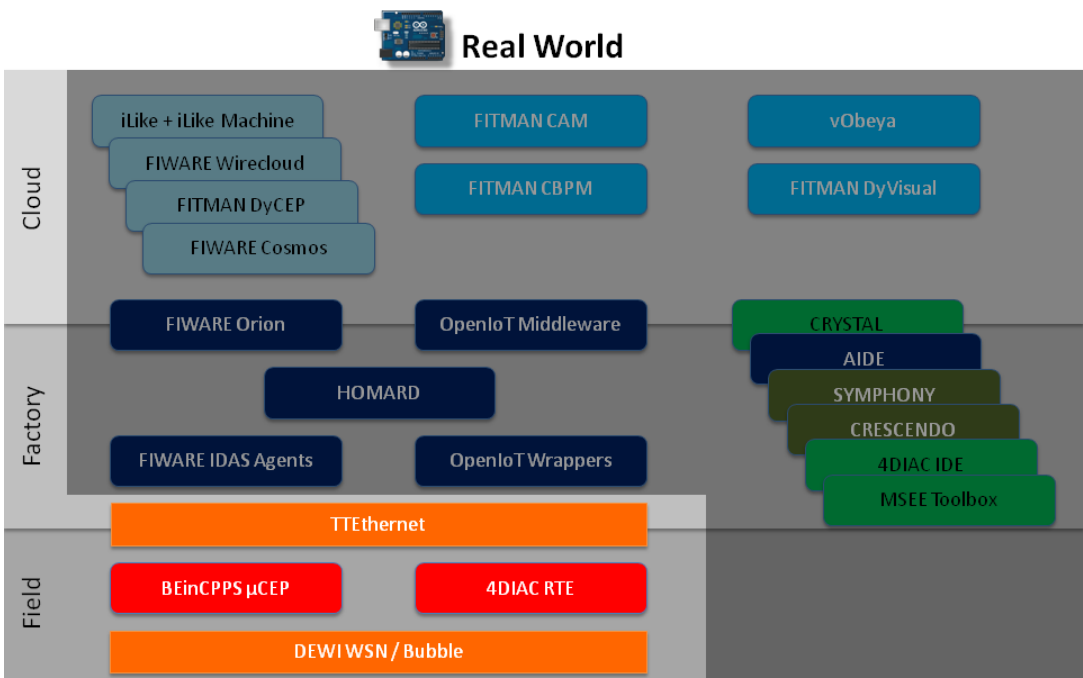 Real World
Cloud
iLike + iLike Machine
FIWARE Wirecloud
FITMAN DyCEP
FIWARE Cosmos
FITMAN CAM
FITMAN CBPM
vObeya
FITMAN DyVisual
FIWARE Orion
OpenIoT Middleware
Factory
HOMARD
FIWARE IDAS Agents
OpenIoT Wrappers
CRYSTAL
AIDE
SYMPHONY
CRESCENDO
4DIAC IDE
MSEE Toolbox
TTEthernet
Field
BEinCPPS µCEP
4DIAC RTE
DEWI WSN / Bubble